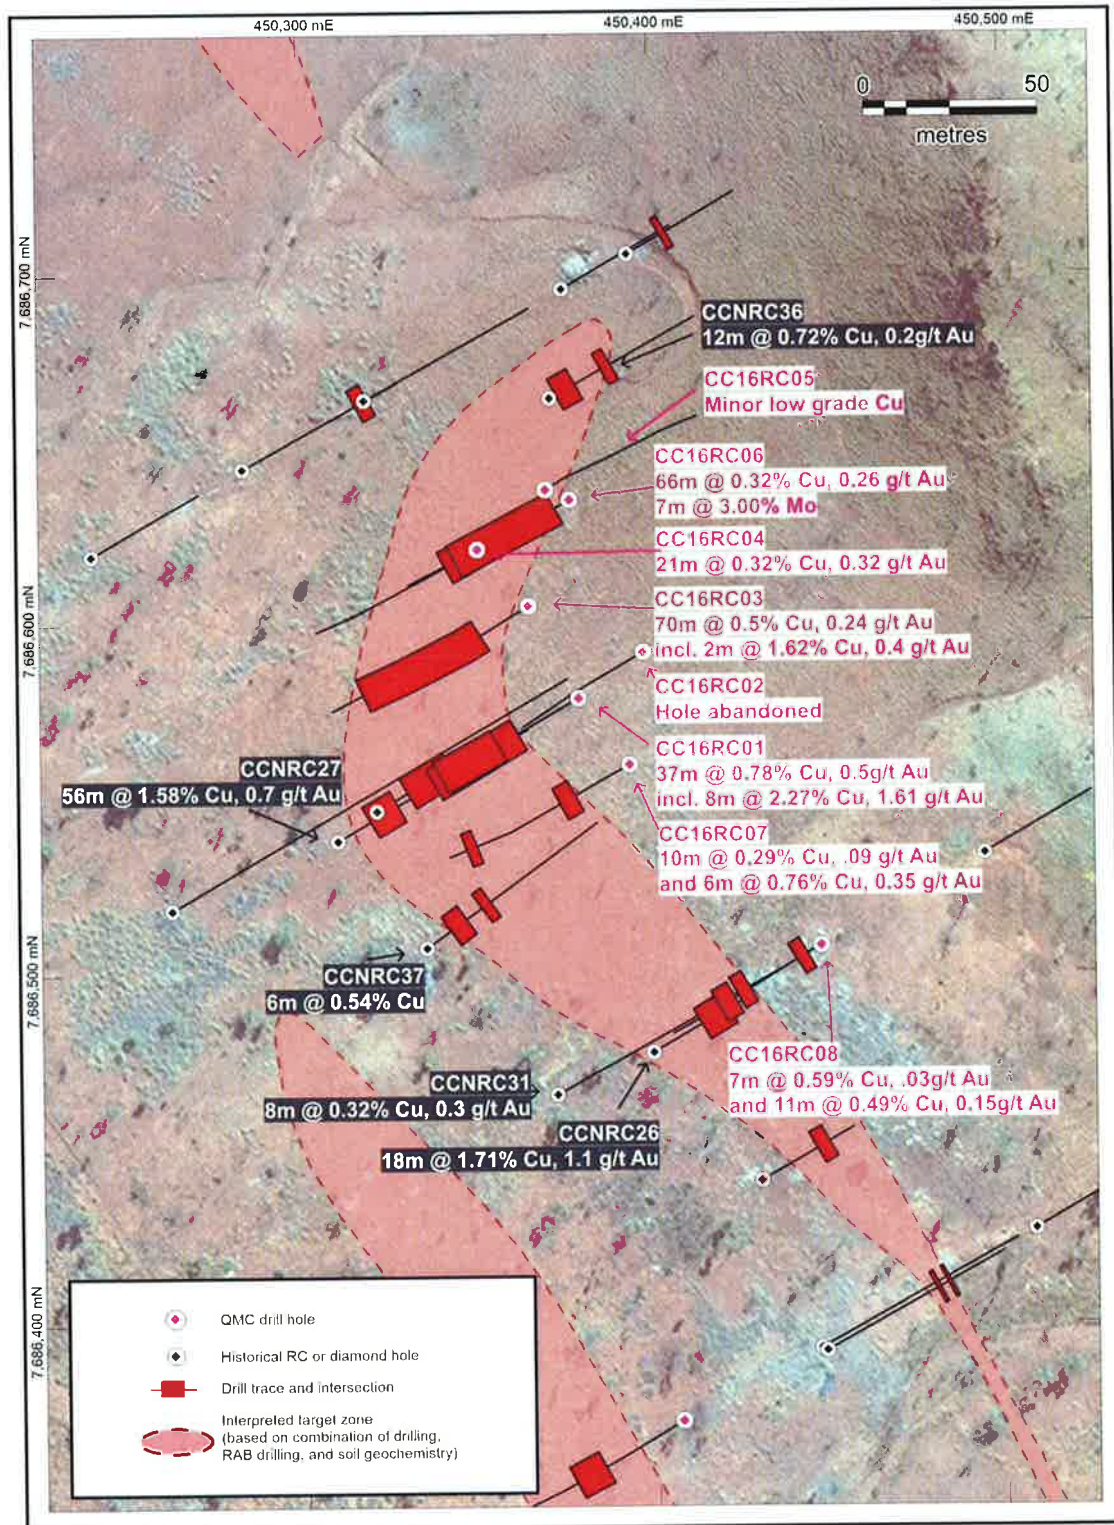 450,300 mE
450,400 mE
450,500 mE
0 50
metres
7,686,700 mN
CCNRC36
12m @ 0.72% Cu, 0.2g/t Au
CC16RC05
Minor low grade Cu
CC16RC06
66m @ 0.32% Cu, 0.26 g/t Au
7m @ 3.00% Mo
CC16RC04
21m @ 0.32% Cu, 0.32 g/t Au
7,686,600 mN
CC16RC03
70m @ 0.5% Cu, 0.24 g/t Au
incl. 2m @ 1.62% Cu, 0.4 g/t Au
CC16RC02
Hole abandoned
CC16RC01
37m @ 0.78% Cu, 0.5g/t Au
incl. 8m @ 2.27% Cu, 1.61 g/t Au
CCNRC27
56m @ 1.58% Cu, 0.7 g/t Au
CC16RC07
10m @ 0.29% Cu, .09 g/t Au
and 6m @ 0.76% Cu, 0.35 g/t Au
7,686,500 mN
CCNRC37
6m @ 0.54% Cu
CC16RC08
7m @ 0.59% Cu, .03g/t Au
and 11m @ 0.49% Cu, 0.15g/t Au
CCNRC31
8m @ 0.32% Cu, 0.3 g/t Au
CCNRC26
18m @ 1.71% Cu, 1.1 g/t Au
7,686,400 mN
QMC drill hole
Historical RC or diamond hole
Drill trace and intersection
Interpreted target zone
(based on combination of drilling,
RAB drilling, and soil geochemistry)